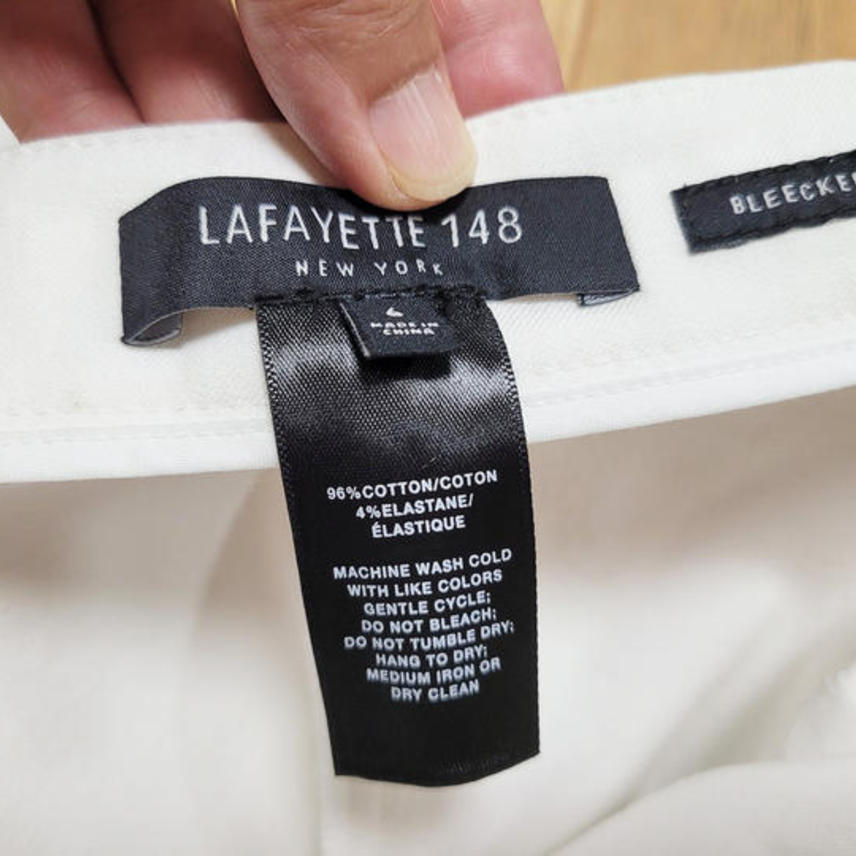 LAFAYETTE 148
NEW YORK
BLEECKER
4
MADE IN
CHINA
96%COTTON/COTON
4%ELASTANE/
ÉLASTIQUE
MACHINE WASH COLD
WITH LIKE COLORS
GENTLE CYCLE;
DO NOT BLEACH;
DO NOT TUMBLE DRY;
HANG TO DRY;
MEDIUM IRON OR
DRY CLEAN